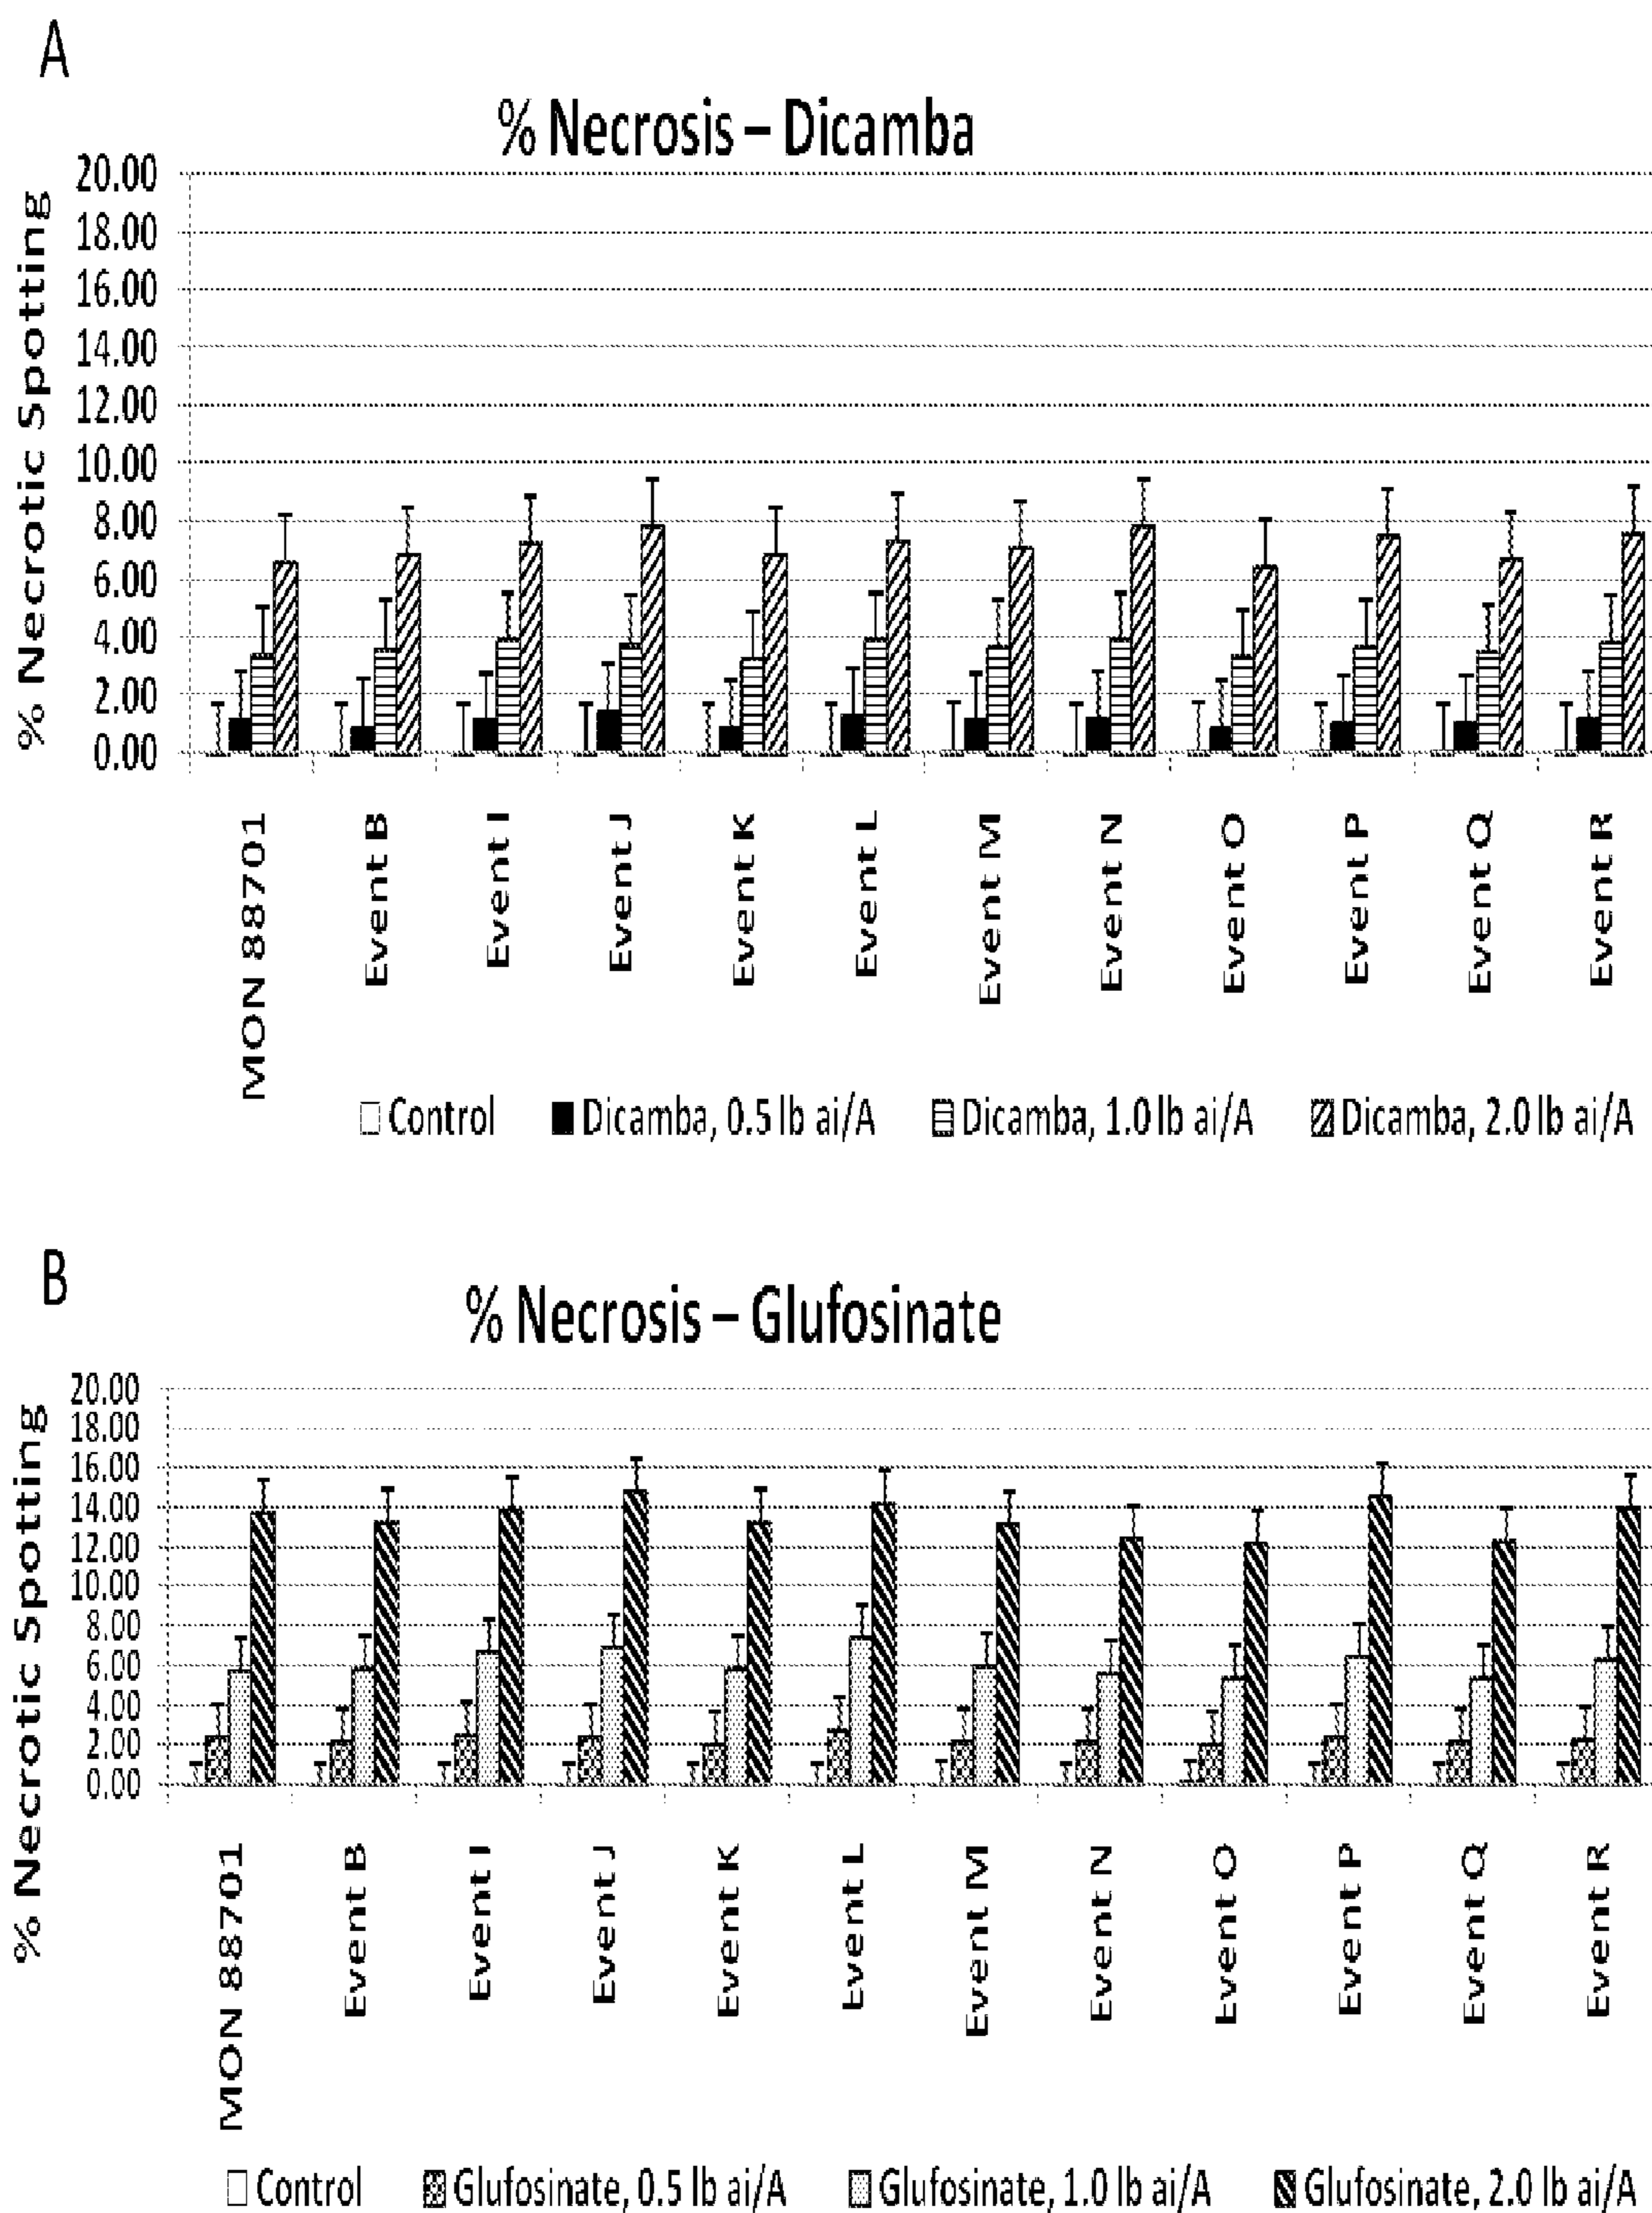 A
% Necrosis – Dicamba
% Necrotic Spotting
20.00
18.00
16.00
14.00
12.00
10.00
8.00
6.00
4.00
2.00
0.00
MON 88701
Event B
Event I
Event J
Event K
Event L
Event M
Event N
Event O
Event P
Event Q
Event R
Control
Dicamba, 0.5 lb ai/A
Dicamba, 1.0 lb ai/A
Dicamba, 2.0 lb ai/A
B
% Necrosis – Glufosinate
% Necrotic Spotting
20.00
18.00
16.00
14.00
12.00
10.00
8.00
6.00
4.00
2.00
0.00
MON 88701
Event B
Event I
Event J
Event K
Event L
Event M
Event N
Event O
Event P
Event Q
Event R
Control
Glufosinate, 0.5 lb ai/A
Glufosinate, 1.0 lb ai/A
Glufosinate, 2.0 lb ai/A